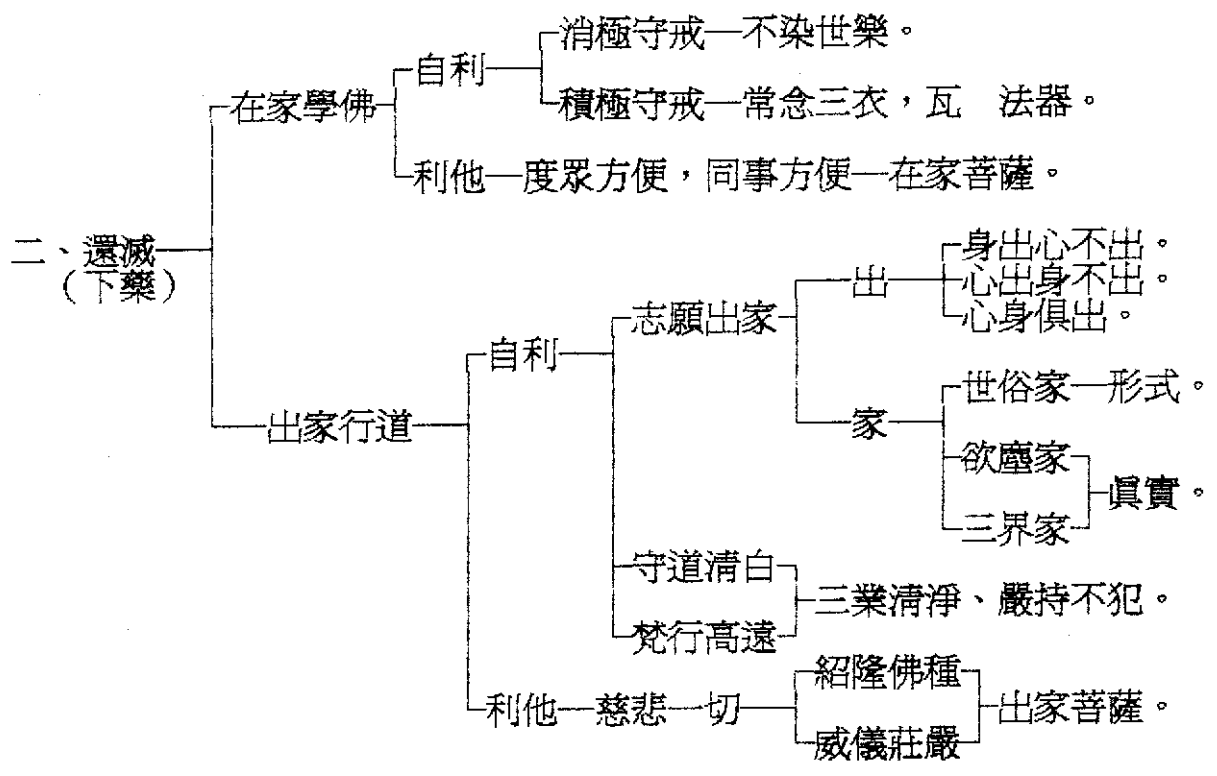 二、還滅
（下藥）
在家學佛
自利
消極守戒—不染世樂。
積極守戒—常念三衣，瓦　法器。
利他—度眾方便，同事方便—在家菩薩。
出家行道
自利
志願出家
出
身出心不出。
心出身不出。
心身俱出。
家
世俗家—形式。
欲塵家
三界家
眞實。
守道清白
梵行高遠
三業清淨、嚴持不犯。
利他—慈悲一切
紹隆佛種
威儀莊嚴
出家菩薩。